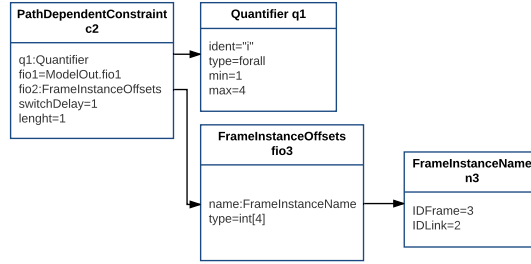 PathDependentConstraint
c2
q1:Quantifier
fio1=ModelOut.fio1
fio2:FrameInstanceOffsets
switchDelay=1
lenght=1
Quantifier q1
ident="i"
type=forall
min=1
max=4
FrameInstanceOffsets
fio3
name:FrameInstanceName
type=int[4]
FrameInstanceName
n3
IDFrame=3
IDLink=2